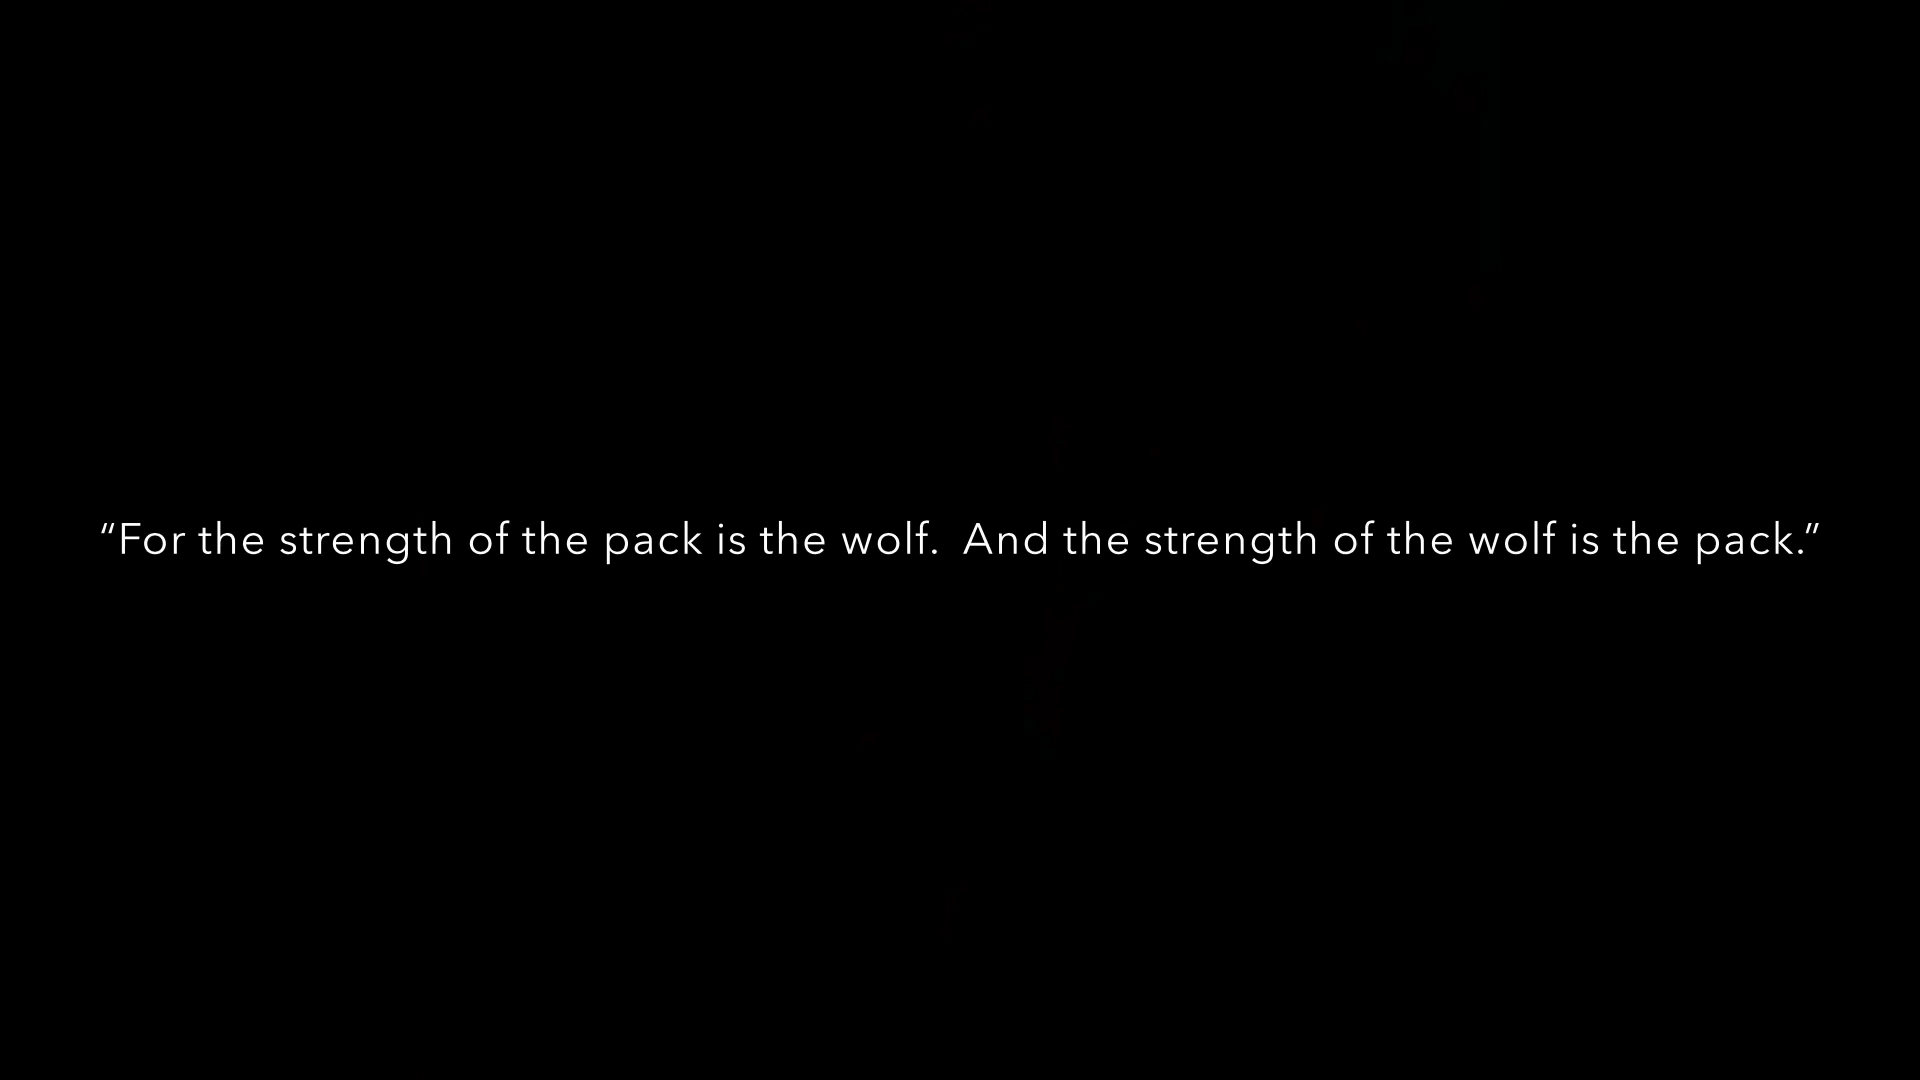 “For the strength of the pack is the wolf.  And the strength of the wolf is the pack.”